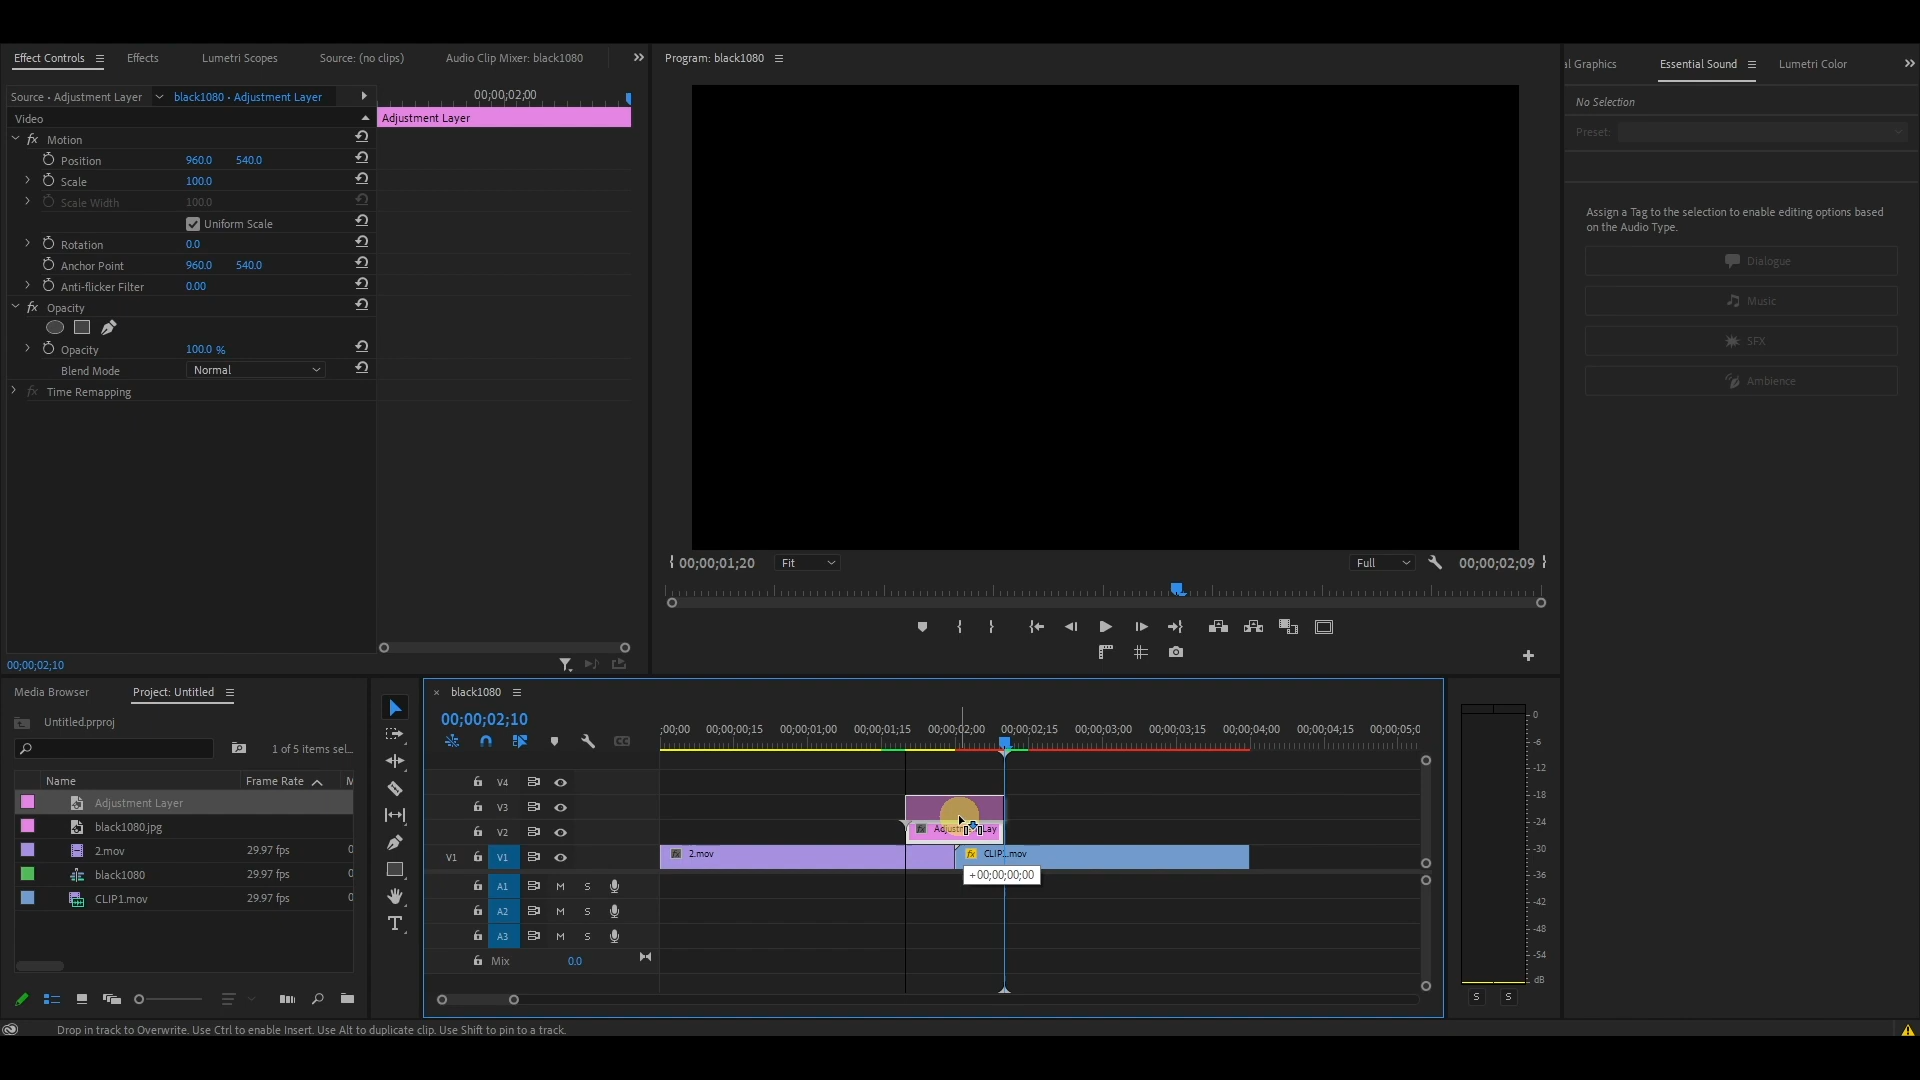 Effect Controls
Effects
Lumetri Scopes
Source: (no clips)
Audio Clip Mixer: black1080
Program: black1080
al Graphics
Essential Sound
Lumetri Color
Source • Adjustment Layer
black1080 • Adjustment Layer
00;00;02;00
Video
Adjustment Layer
fx Motion
Position 960.0 540.0
Scale 100.0
Scale Width 100.0
Uniform Scale
Rotation 0.0
Anchor Point 960.0 540.0
Anti-flicker Filter 0.00
fx Opacity
Opacity 100.0 %
Blend Mode Normal
fx Time Remapping
00;00;02;10
No Selection
Preset:
Assign a Tag to the selection to enable editing options based
on the Audio Type.
Dialogue
Music
SFX
Ambience
00;00;01;20
Fit
Full
00;00;02;09
Media Browser
Project: Untitled
Untitled.prproj
1 of 5 items sel...
Name Frame Rate M
Adjustment Layer
black1080.jpg
2.mov 29.97 fps 0
black1080 29.97 fps 0
CLIP1.mov 29.97 fps 0
× black1080
00;00;02;10
;00;00 00;00;00;15 00;00;01;00 00;00;01;15 00;00;02;00 00;00;02;15 00;00;03;00 00;00;03;15 00;00;04;00 00;00;04;15 00;00;05;0
V4
V3
V2
fx Adjustment Lay
V1 V1
fx 2.mov
fx CLIP1.mov
+00;00;00;00
A1 M S
A2 M S
A3 M S
Mix 0.0
0
-6
-12
-18
-24
-30
-36
-42
-48
-54
dB
S S
Drop in track to Overwrite. Use Ctrl to enable Insert. Use Alt to duplicate clip. Use Shift to pin to a track.